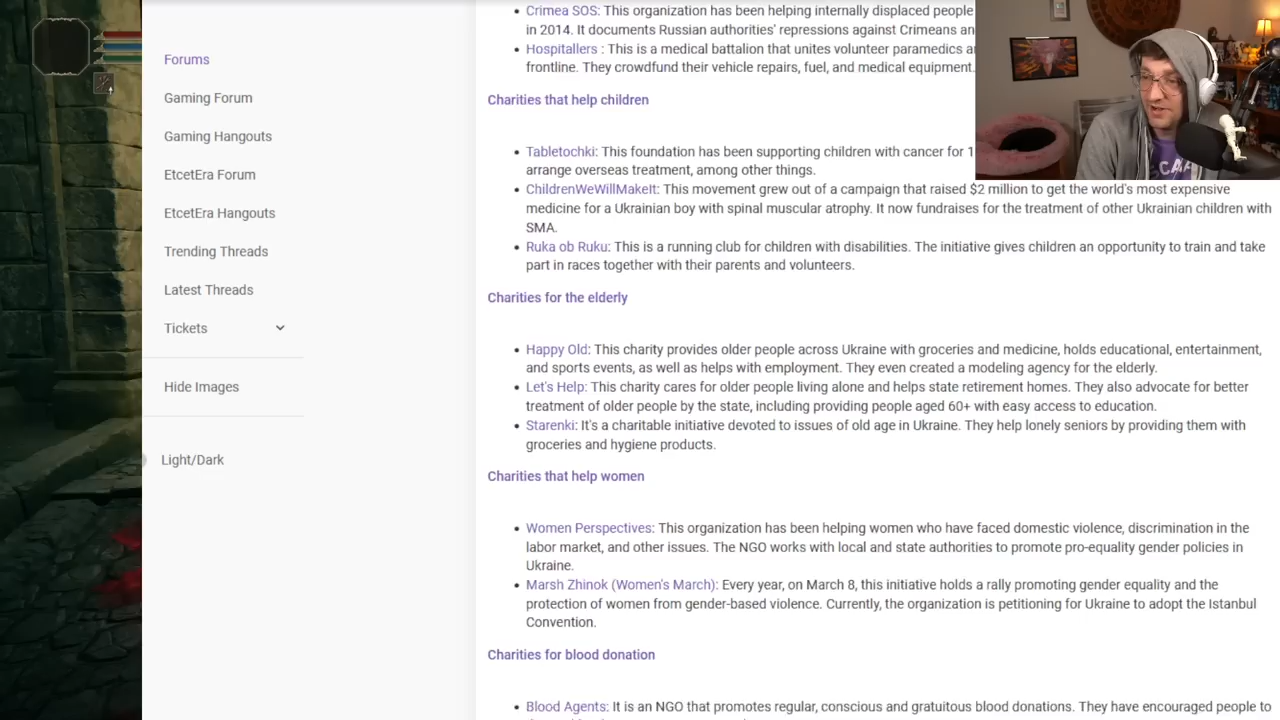 Forums
Gaming Forum
Gaming Hangouts
EtcetEra Forum
EtcetEra Hangouts
Trending Threads
Latest Threads
Tickets
Hide Images
Light/Dark
Crimea SOS: This organization has been helping internally displaced people
in 2014. It documents Russian authorities' repressions against Crimeans
Hospitallers : This is a medical battalion that unites volunteer paramedics
frontline. They crowdfund their vehicle repairs, fuel, and medical equipment.
Charities that help children
Tabletochki: This foundation has been supporting children with cancer for 1
arrange overseas treatment, among other things.
ChildrenWeWillMakeIt: This movement grew out of a campaign that raised $2 million to get the world's most expensive
medicine for a Ukrainian boy with spinal muscular atrophy. It now fundraises for the treatment of other Ukrainian children with
SMA.
Ruka ob Ruku: This is a running club for children with disabilities. The initiative gives children an opportunity to train and take
part in races together with their parents and volunteers.
Charities for the elderly
Happy Old: This charity provides older people across Ukraine with groceries and medicine, holds educational, entertainment,
and sports events, as well as helps with employment. They even created a modeling agency for the elderly.
Let's Help: This charity cares for older people living alone and helps state retirement homes. They also advocate for better
treatment of older people by the state, including providing people aged 60+ with easy access to education.
Starenki: It's a charitable initiative devoted to issues of old age in Ukraine. They help lonely seniors by providing them with
groceries and hygiene products.
Charities that help women
Women Perspectives: This organization has been helping women who have faced domestic violence, discrimination in the
labor market, and other issues. The NGO works with local and state authorities to promote pro-equality gender policies in
Ukraine.
Marsh Zhinok (Women's March): Every year, on March 8, this initiative holds a rally promoting gender equality and the
protection of women from gender-based violence. Currently, the organization is petitioning for Ukraine to adopt the Istanbul
Convention.
Charities for blood donation
Blood Agents: It is an NGO that promotes regular, conscious and gratuitous blood donations. They have encouraged people to